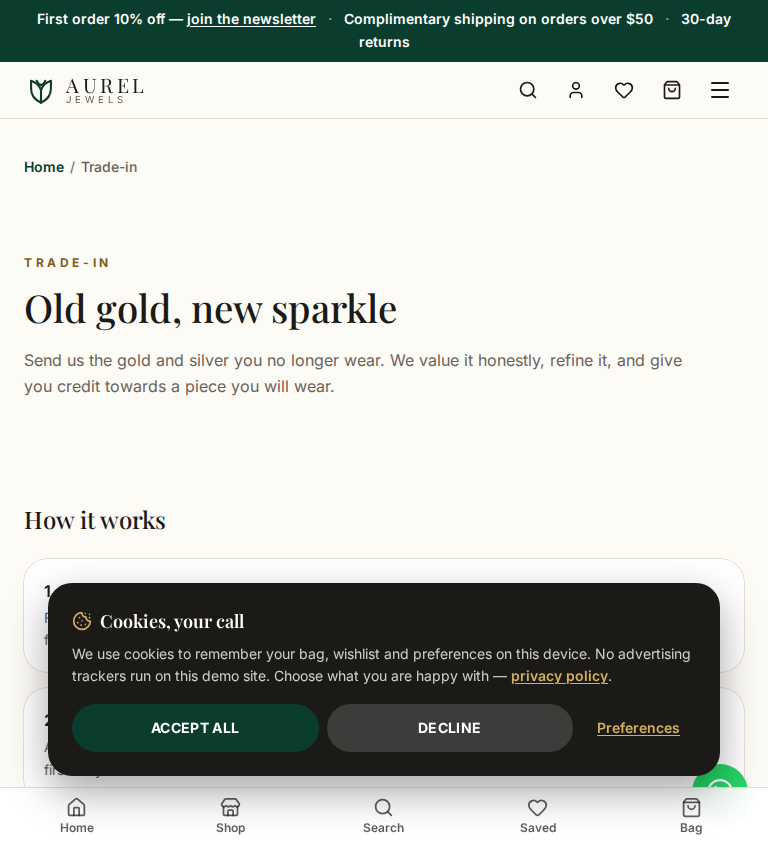 First order 10% off — join the newsletter · Complimentary shipping on orders over $50 · 30-day
returns
AUREL
JEWELS
Home / Trade-in
TRADE-IN
Old gold, new sparkle
Send us the gold and silver you no longer wear. We value it honestly, refine it, and give
you credit towards a piece you will wear.
How it works
1
Cookies, your call
We use cookies to remember your bag, wishlist and preferences on this device. No advertising
trackers run on this demo site. Choose what you are happy with — privacy policy.
ACCEPT ALL DECLINE Preferences
Home Shop Search Saved Bag